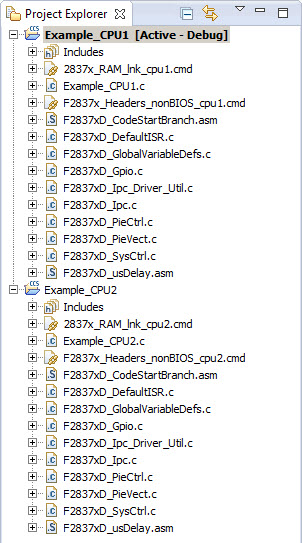 Project Explorer
Example_CPU1 [Active - Debug]
Includes
2837x_RAM_lnk_cpu1.cmd
Example_CPU1.c
F2837x_Headers_nonBIOS_cpu1.cmd
F2837xD_CodeStartBranch.asm
F2837xD_DefaultISR.c
F2837xD_GlobalVariableDefs.c
F2837xD_Gpio.c
F2837xD_Ipc_Driver_Util.c
F2837xD_Ipc.c
F2837xD_PieCtrl.c
F2837xD_PieVect.c
F2837xD_SysCtrl.c
F2837xD_usDelay.asm
Example_CPU2
Includes
2837x_RAM_lnk_cpu2.cmd
Example_CPU2.c
F2837x_Headers_nonBIOS_cpu2.cmd
F2837xD_CodeStartBranch.asm
F2837xD_DefaultISR.c
F2837xD_GlobalVariableDefs.c
F2837xD_Gpio.c
F2837xD_Ipc_Driver_Util.c
F2837xD_Ipc.c
F2837xD_PieCtrl.c
F2837xD_PieVect.c
F2837xD_SysCtrl.c
F2837xD_usDelay.asm